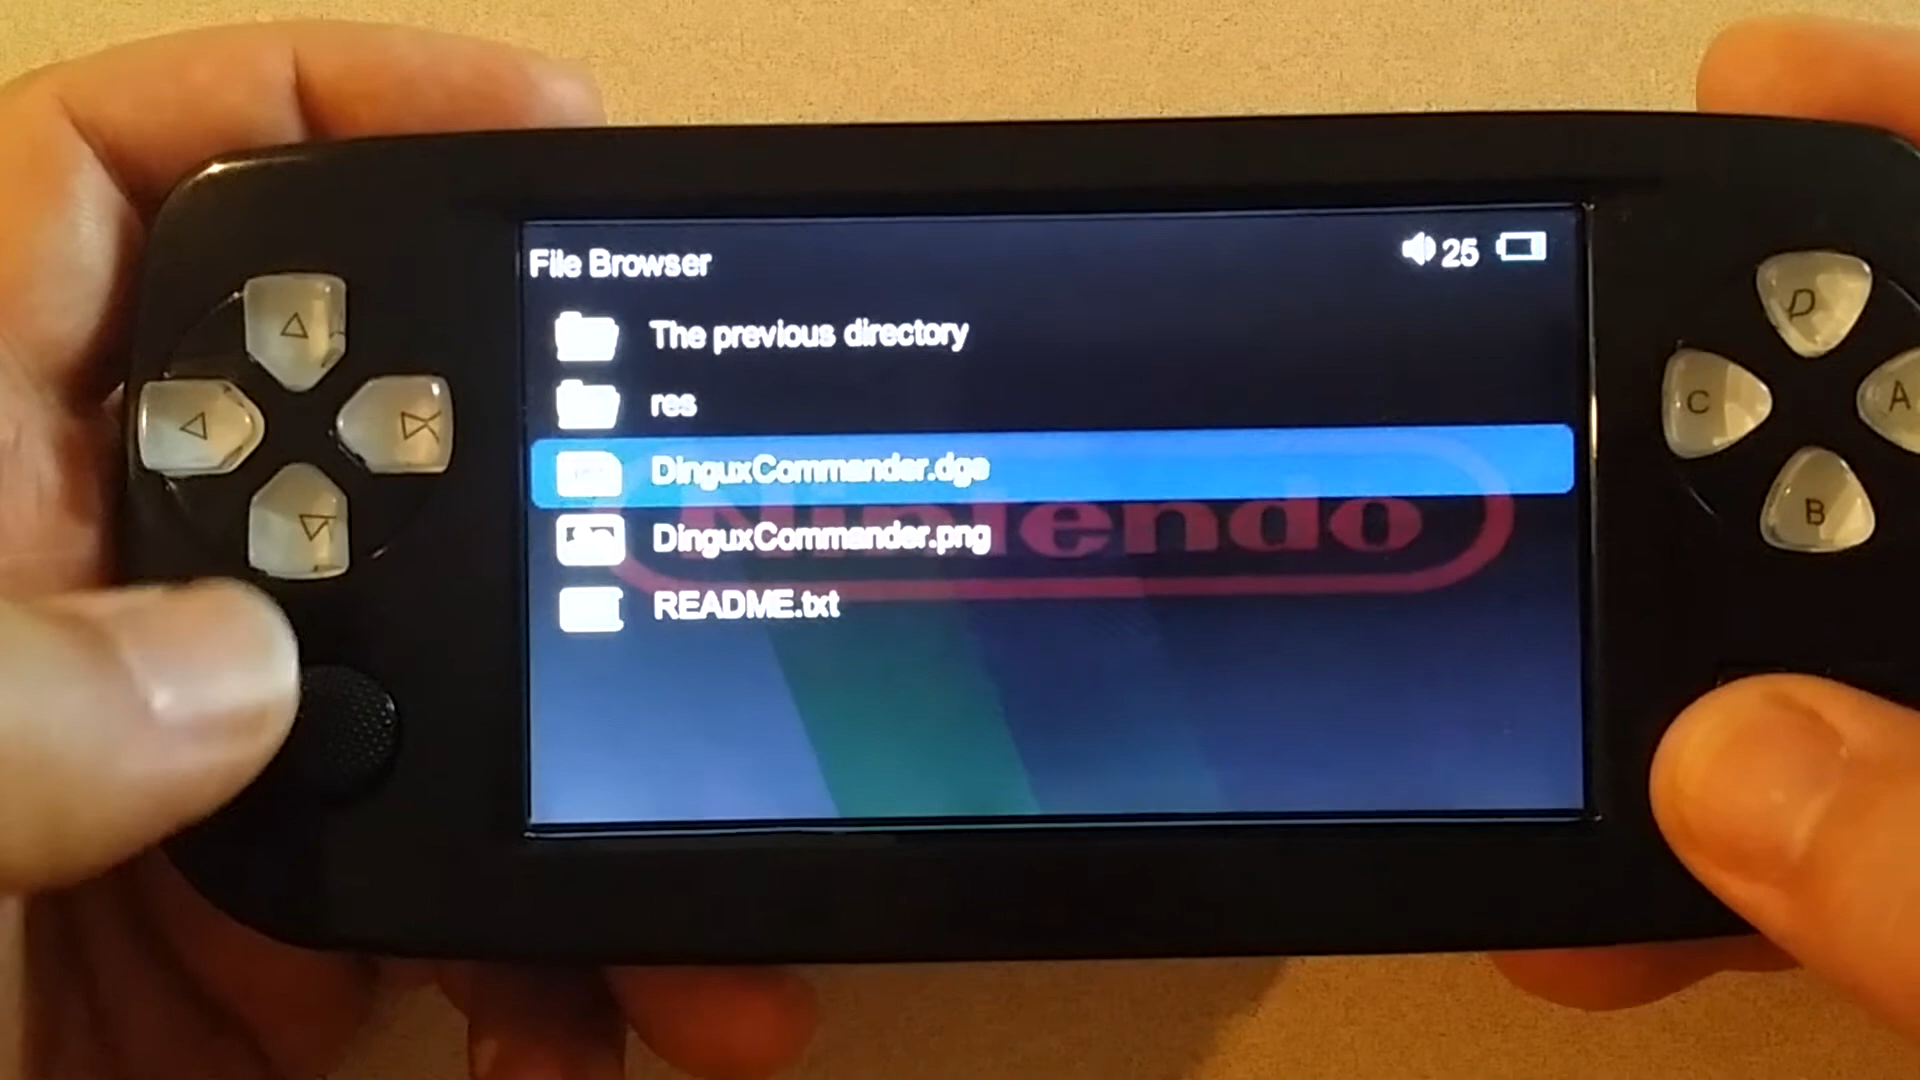 File Browser
25
The previous directory
res
DinguxCommander.dge
Nintendo
DinguxCommander.png
README.txt
D
C
A
B